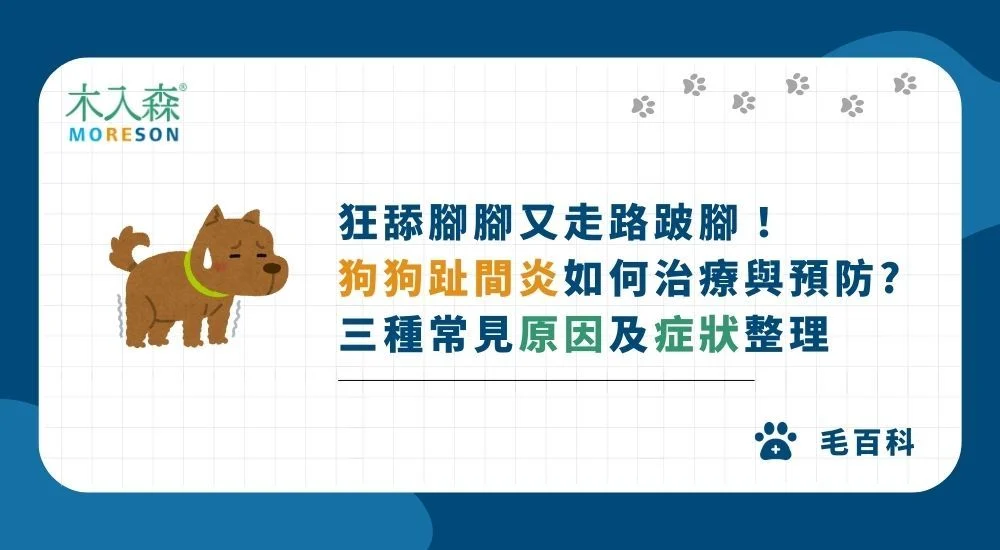 木入森®
MORESON
狂舔腳腳又走路跛腳！
狗狗趾間炎如何治療與預防?
三種常見原因及症狀整理
毛百科